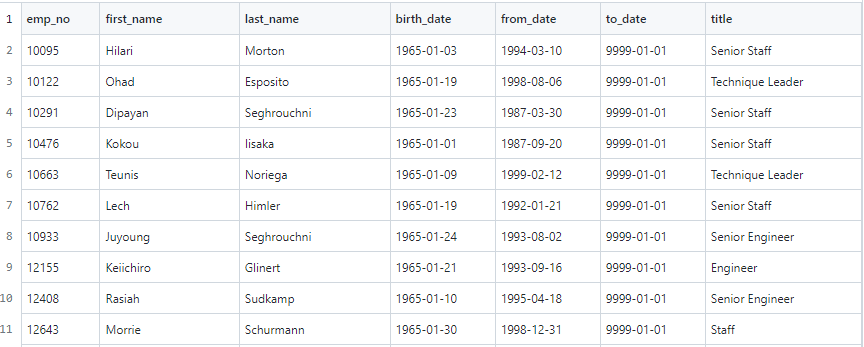 1 emp_no first_name last_name birth_date from_date to_date title
2 10095 Hilari Morton 1965-01-03 1994-03-10 9999-01-01 Senior Staff
3 10122 Ohad Esposito 1965-01-19 1998-08-06 9999-01-01 Technique Leader
4 10291 Dipayan Seghrouchni 1965-01-23 1987-03-30 9999-01-01 Senior Staff
5 10476 Kokou Iisaka 1965-01-01 1987-09-20 9999-01-01 Senior Staff
6 10663 Teunis Noriega 1965-01-09 1999-02-12 9999-01-01 Technique Leader
7 10762 Lech Himler 1965-01-19 1992-01-21 9999-01-01 Senior Staff
8 10933 Juyoung Seghrouchni 1965-01-24 1993-08-02 9999-01-01 Senior Engineer
9 12155 Keiichiro Glinert 1965-01-21 1993-09-16 9999-01-01 Engineer
10 12408 Rasiah Sudkamp 1965-01-10 1995-04-18 9999-01-01 Senior Engineer
11 12643 Morrie Schurmann 1965-01-30 1998-12-31 9999-01-01 Staff